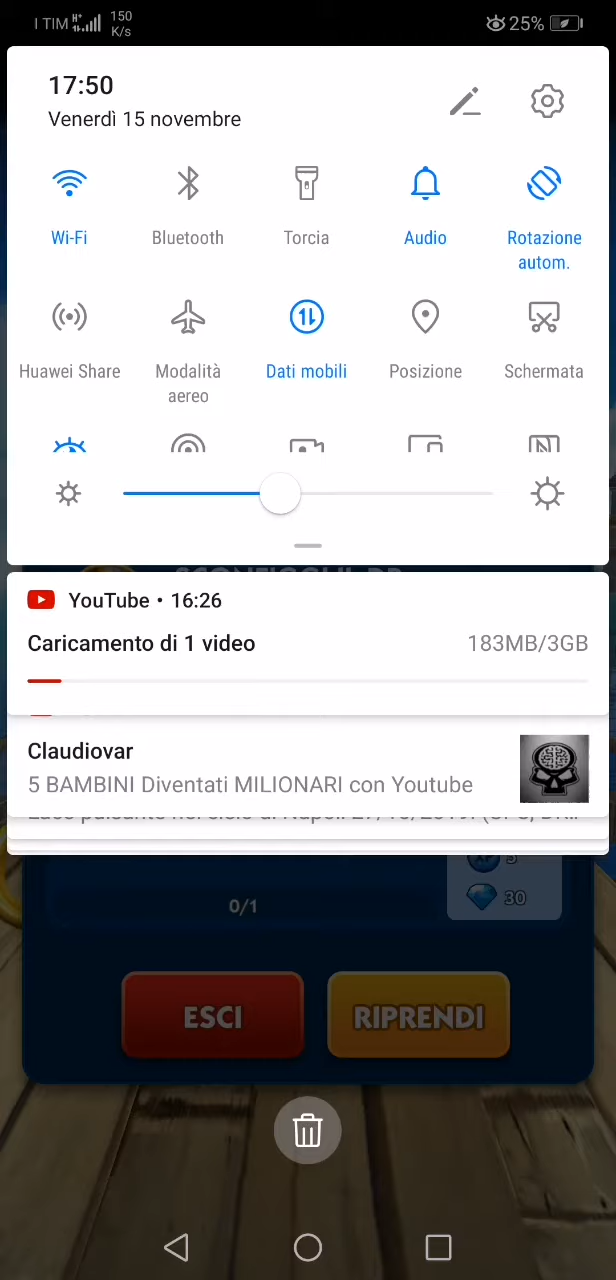 I TIM H+ 150 K/s 25%
17:50
Venerdì 15 novembre
Wi-Fi
Bluetooth
Torcia
Audio
Rotazione
autom.
Huawei Share
Modalità
aereo
Dati mobili
Posizione
Schermata
YouTube • 16:26
Caricamento di 1 video 183MB/3GB
Claudiovar
5 BAMBINI Diventati MILIONARI con Youtube
XP 5
0/1 30
ESCI RIPRENDI